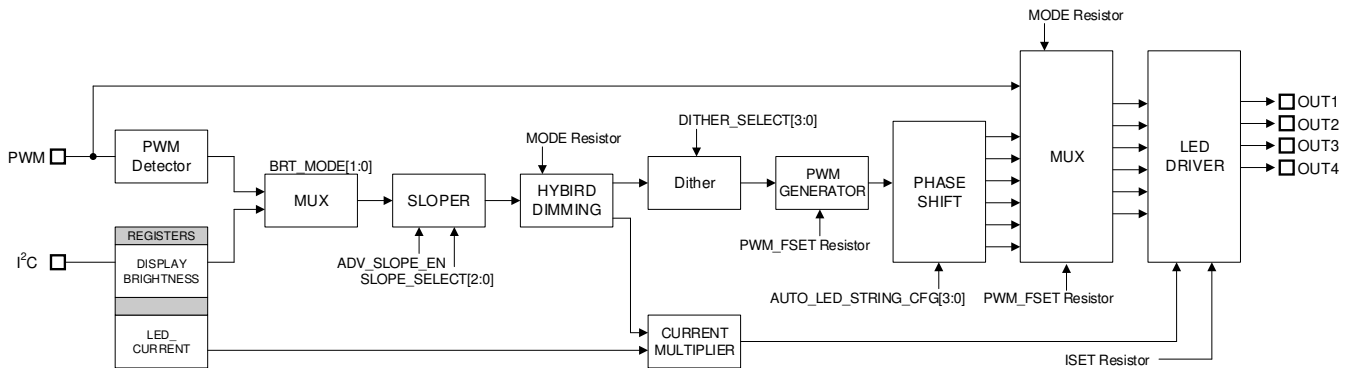 MODE Resistor
OUT1
OUT2
OUT3
OUT4
DITHER_SELECT[3:0]
MODE Resistor
PWM
PWM
Detector
BRT_MODE[1:0]
MUX
SLOPER
HYBIRD
DIMMING
Dither
PWM
GENERATOR
PHASE
SHIFT
MUX
LED
DRIVER
REGISTERS
I²C
DISPLAY
BRIGHTNESS
ADV_SLOPE_EN
SLOPE_SELECT[2:0]
PWM_FSET Resistor
AUTO_LED_STRING_CFG[3:0]
PWM_FSET Resistor
LED_
CURRENT
CURRENT
MULTIPLIER
ISET Resistor